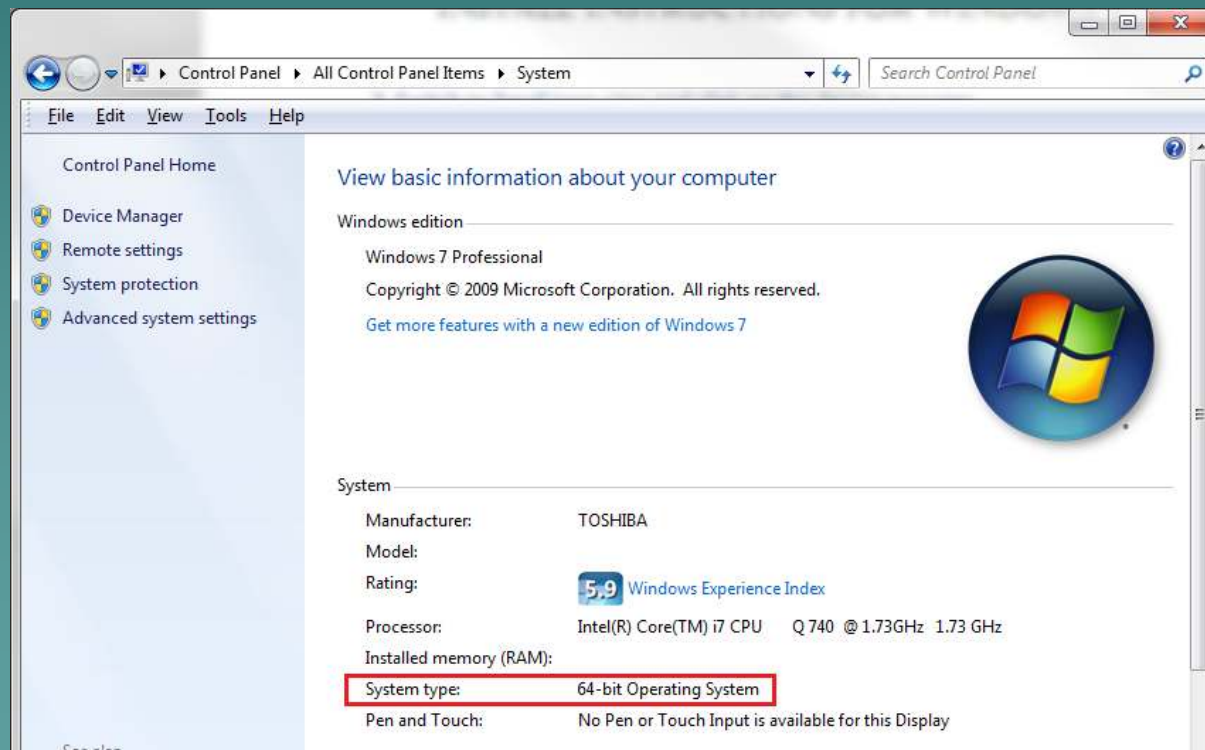 Control Panel ▸ All Control Panel Items ▸ System
Search Control Panel
File Edit View Tools Help
Control Panel Home
Device Manager
Remote settings
System protection
Advanced system settings
View basic information about your computer
Windows edition
Windows 7 Professional
Copyright © 2009 Microsoft Corporation. All rights reserved.
Get more features with a new edition of Windows 7
System
Manufacturer: TOSHIBA
Model:
Rating: 5.9 Windows Experience Index
Processor: Intel(R) Core(TM) i7 CPU Q 740 @ 1.73GHz 1.73 GHz
Installed memory (RAM):
System type: 64-bit Operating System
Pen and Touch: No Pen or Touch Input is available for this Display